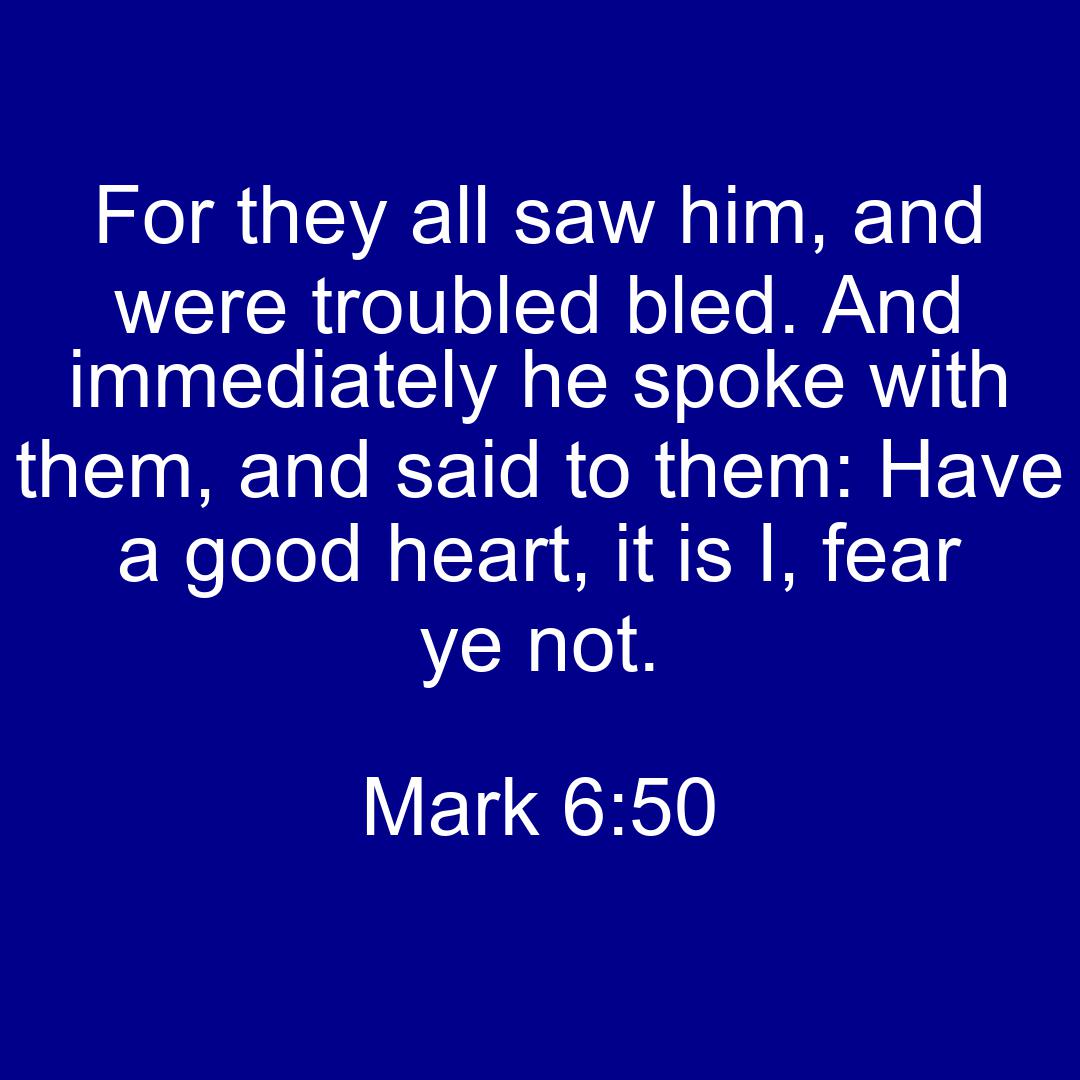 For they all saw him, and
were troubled bled. And
immediately he spoke with
them, and said to them: Have
a good heart, it is I, fear
ye not.
Mark 6:50